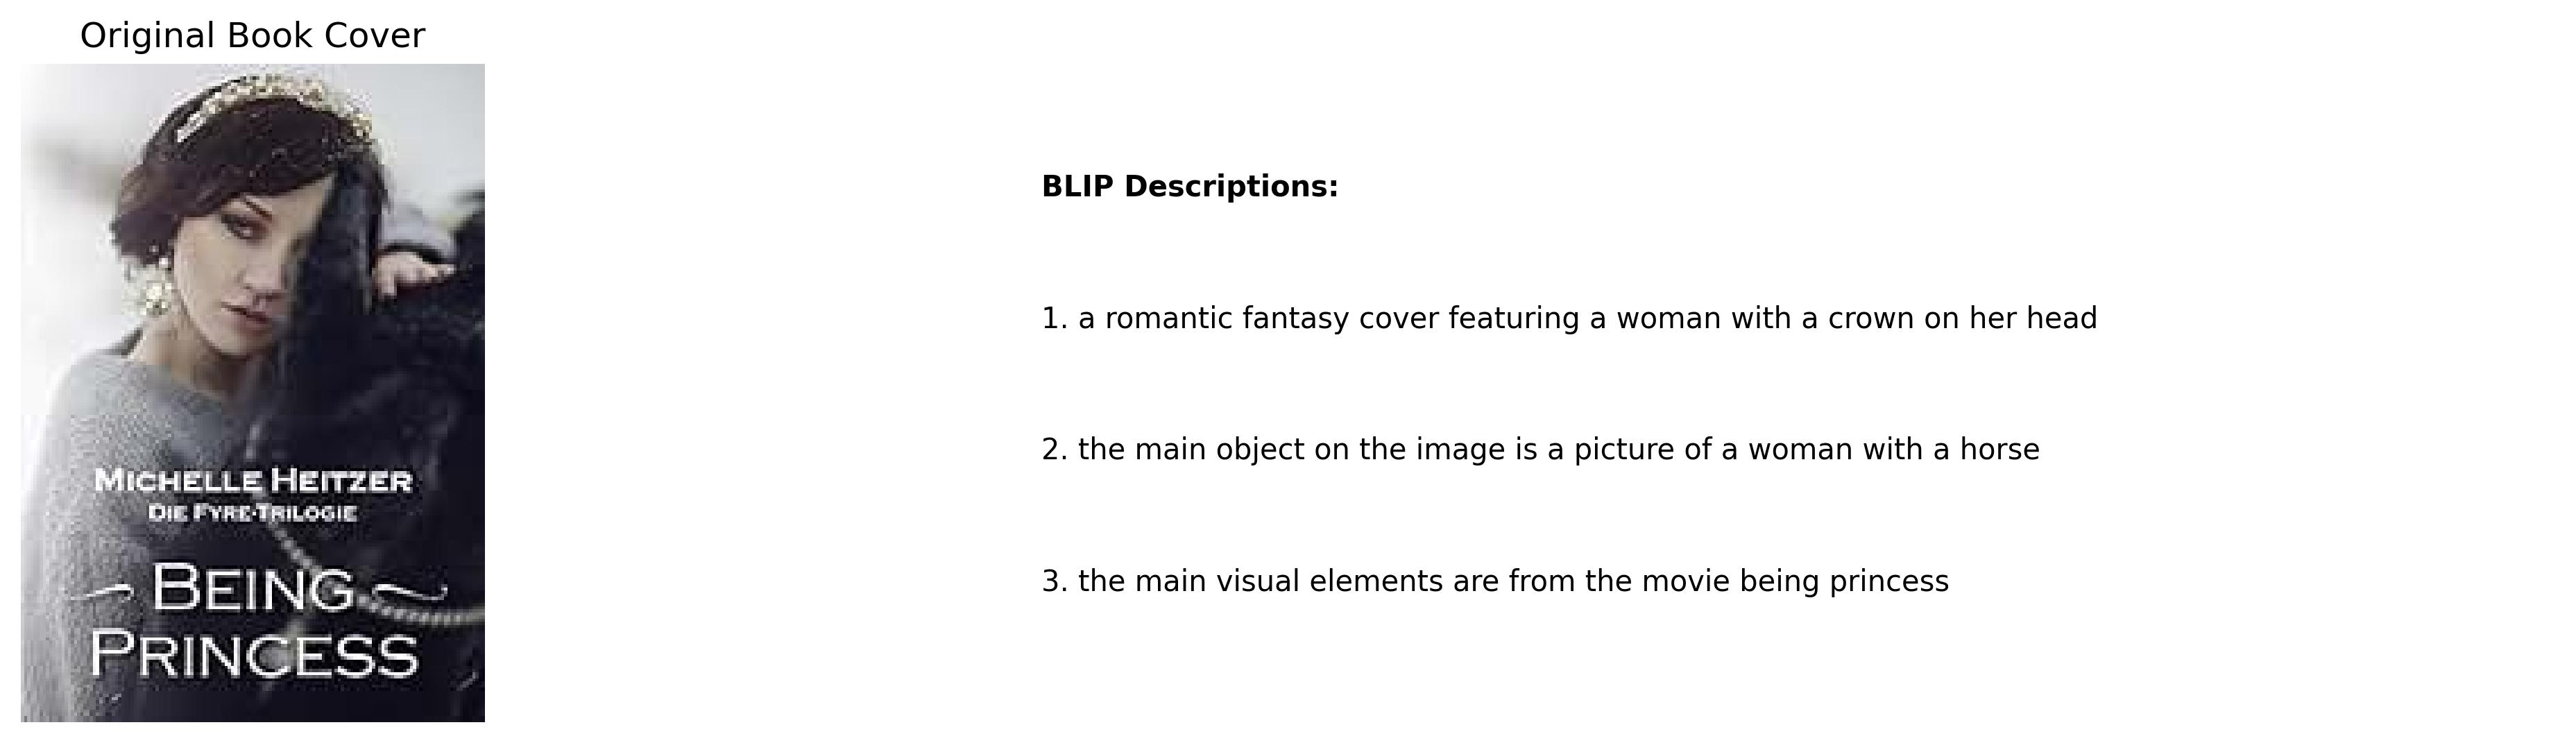 Original Book Cover
MICHELLE HEITZER
DIE FYRE-TRILOGIE
BEING
PRINCESS
BLIP Descriptions:
1. a romantic fantasy cover featuring a woman with a crown on her head
2. the main object on the image is a picture of a woman with a horse
3. the main visual elements are from the movie being princess